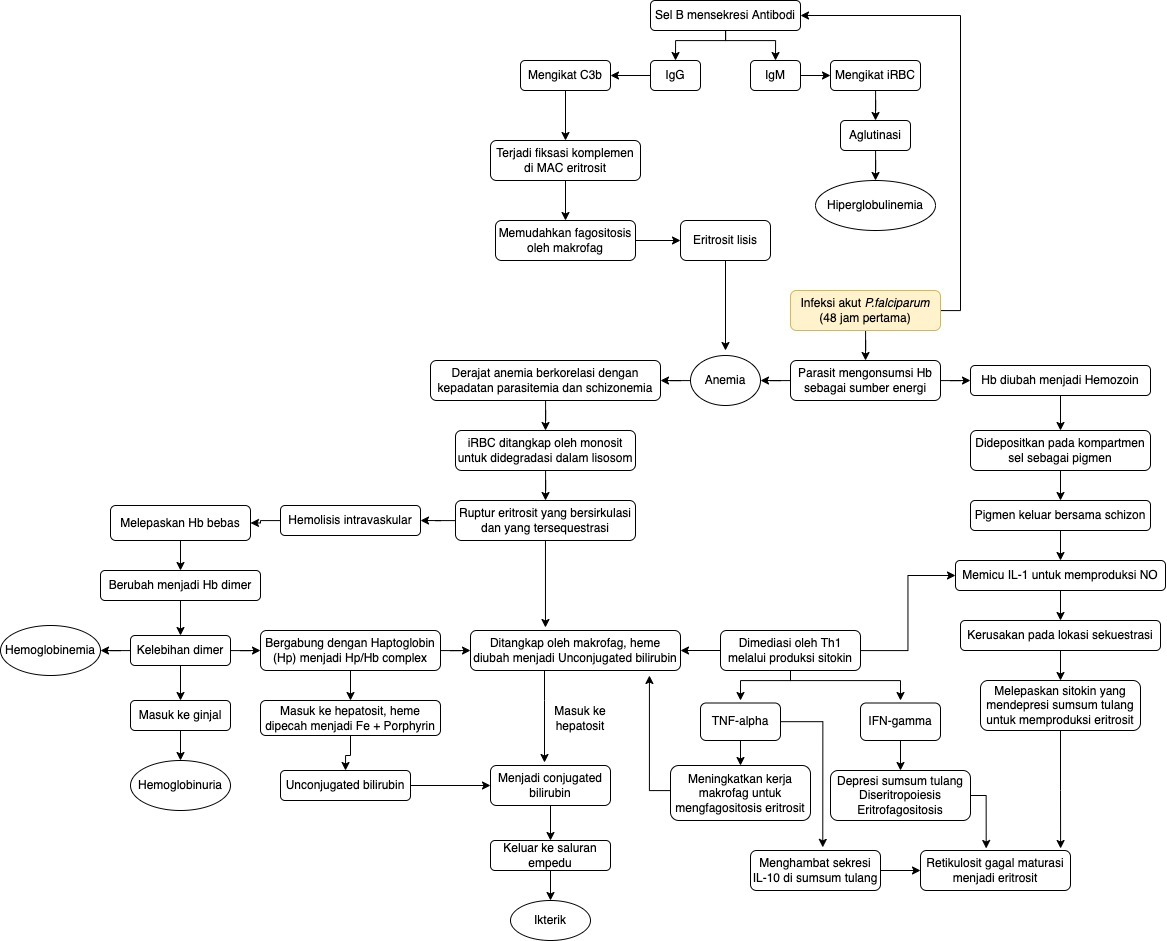 Sel B mensekresi Antibodi
Mengikat C3b
IgG
IgM
Mengikat iRBC
Aglutinasi
Terjadi fiksasi komplemen
di MAC eritrosit
Hiperglobulinemia
Memudahkan fagositosis
oleh makrofag
Eritrosit lisis
Infeksi akut P.falciparum
(48 jam pertama)
Derajat anemia berkorelasi dengan
kepadatan parasitemia dan schizonemia
Anemia
Parasit mengonsumsi Hb
sebagai sumber energi
Hb diubah menjadi Hemozoin
iRBC ditangkap oleh monosit
untuk didegradasi dalam lisosom
Didepositkan pada kompartmen
sel sebagai pigmen
Melepaskan Hb bebas
Hemolisis intravaskular
Ruptur eritrosit yang bersirkulasi
dan yang tersequestrasi
Pigmen keluar bersama schizon
Berubah menjadi Hb dimer
Memicu IL-1 untuk memproduksi NO
Hemoglobinemia
Kelebihan dimer
Bergabung dengan Haptoglobin
(Hp) menjadi Hp/Hb complex
Ditangkap oleh makrofag, heme
diubah menjadi Unconjugated bilirubin
Dimediasi oleh Th1
melalui produksi sitokin
Kerusakan pada lokasi sekuestrasi
Masuk ke ginjal
Masuk ke hepatosit, heme
dipecah menjadi Fe + Porphyrin
Masuk ke
hepatosit
TNF-alpha
IFN-gamma
Melepaskan sitokin yang
mendepresi sumsum tulang
untuk memproduksi eritrosit
Hemoglobinuria
Unconjugated bilirubin
Menjadi conjugated
bilirubin
Meningkatkan kerja
makrofag untuk
mengfagositosis eritrosit
Depresi sumsum tulang
Diseritropoiesis
Eritrofagositosis
Keluar ke saluran
empedu
Menghambat sekresi
IL-10 di sumsum tulang
Retikulosit gagal maturasi
menjadi eritrosit
Ikterik